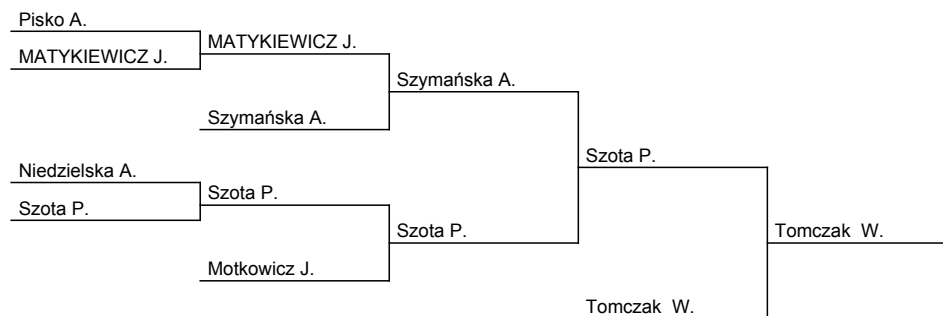 Pisko A.
MATYKIEWICZ J.
MATYKIEWICZ J.
Szymańska A.
Szymańska A.
Niedzielska A.
Szota P.
Szota P.
Szota P.
Szota P.
Motkowicz J.
Tomczak W.
Tomczak W.